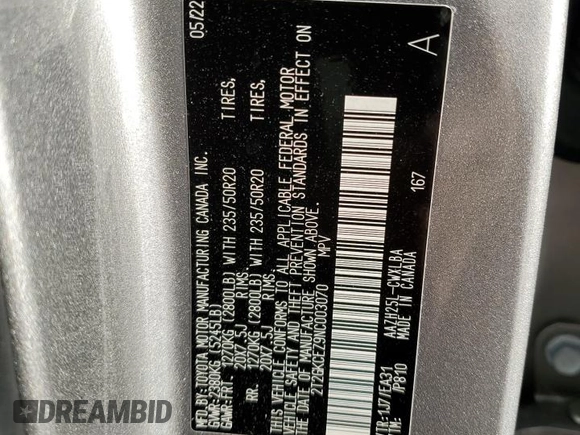 MFD. BY: TOYOTA MOTOR MANUFACTURING CANADA INC. 05/22
GVWR: 2380KG (5245LB)
GAWR: FRT. 1270KG (2800LB) WITH 235/50R20 TIRES,
20X7.5J RIMS,
RR. 1270KG (2800LB) WITH 235/50R20 TIRES,
20X7.5J RIMS.
THIS VEHICLE CONFORMS TO ALL APPLICABLE FEDERAL MOTOR
VEHICLE SAFETY AND THEFT PREVENTION STANDARDS IN EFFECT ON
THE DATE OF MANUFACTURE SHOWN ABOVE.
2T2BKCEZ9NC003070 MPV
A
C/TR: 1J7/EA31 AAZH25L-CWXLBA
/P810 MADE IN CANADA 167
DREAMBID